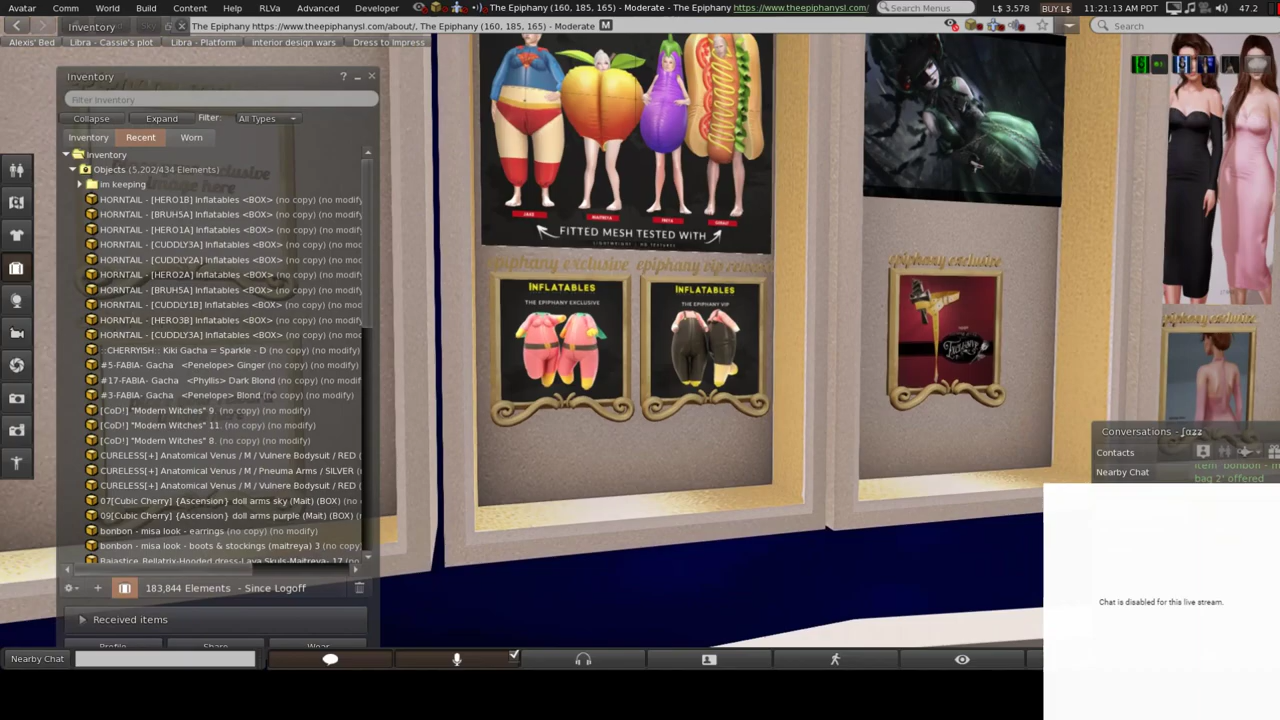 Avatar Comm World Build Content Help RLVa Advanced Developer
The Epiphany (160, 185, 165) - Moderate https://www.theepiphanysl.com/
Search Menus
L$ 3,578 BUY L$ 11:21:13 AM PDT 47.2
Inventory
The Epiphany https://www.theepiphanysl.com/about/, The Epiphany (160, 185, 165) - Moderate M
Search
Alexis' Bed Libra - Cassie's plot Libra - Platform interior design wars Dress to Impress
Inventory
Filter Inventory
Collapse Expand Filter: All Types
Inventory Recent Worn
Inventory
Objects (5,202/434 Elements)
im keeping
HORNTAIL - [HERO1B] Inflatables <BOX> (no copy) (no modify
HORNTAIL - [BRUH5A] Inflatables <BOX> (no copy) (no modify
HORNTAIL - [HERO1A] Inflatables <BOX> (no copy) (no modify
HORNTAIL - [CUDDLY3A] Inflatables <BOX> (no copy) (no mod
HORNTAIL - [CUDDLY2A] Inflatables <BOX> (no copy) (no mod
HORNTAIL - [HERO2A] Inflatables <BOX> (no copy) (no modify
HORNTAIL - [BRUH5A] Inflatables <BOX> (no copy) (no modify
HORNTAIL - [CUDDLY1B] Inflatables <BOX> (no copy) (no mod
HORNTAIL - [HERO3B] Inflatables <BOX> (no copy) (no modify
HORNTAIL - [CUDDLY3A] Inflatables <BOX> (no copy) (no mod
::CHERRYISH:: Kiki Gacha = Sparkle - D (no copy) (no modify)
#5-FABIA- Gacha <Penelope> Ginger (no copy) (no modify)
#17-FABIA- Gacha <Phyllis> Dark Blond (no copy) (no modif
#3-FABIA- Gacha <Penelope> Blond (no copy) (no modify)
[CoD!] "Modern Witches" 9. (no copy) (no modify)
[CoD!] "Modern Witches" 11. (no copy) (no modify)
[CoD!] "Modern Witches" 8. (no copy) (no modify)
CURELESS[+] Anatomical Venus / M / Vulnere Bodysuit / RED (
CURELESS[+] Anatomical Venus / M / Pneuma Arms / SILVER (
CURELESS[+] Anatomical Venus / M / Vulnere Bodysuit / RED (
07[Cubic Cherry] {Ascension} doll arms sky (Mait) (BOX) (no
09[Cubic Cherry] {Ascension} doll arms purple (Mait) (BOX) (no
bonbon - misa look - earrings (no copy) (no modify)
bonbon - misa look - boots & stockings (maitreya) 3 (no copy
183,844 Elements - Since Logoff
Received items
Profile Share Wear
Nearby Chat
FITTED MESH TESTED WITH
epiphany exclusive epiphany vip
INFLATABLES
THE EPIPHANY EXCLUSIVE
INFLATABLES
THE EPIPHANY VIP
epiphany exclusive
epiphany exclusive
Conversations - ʃαzz
Contacts
Nearby Chat
item 'bonbon - m
bag 2' offered
Chat is disabled for this live stream.